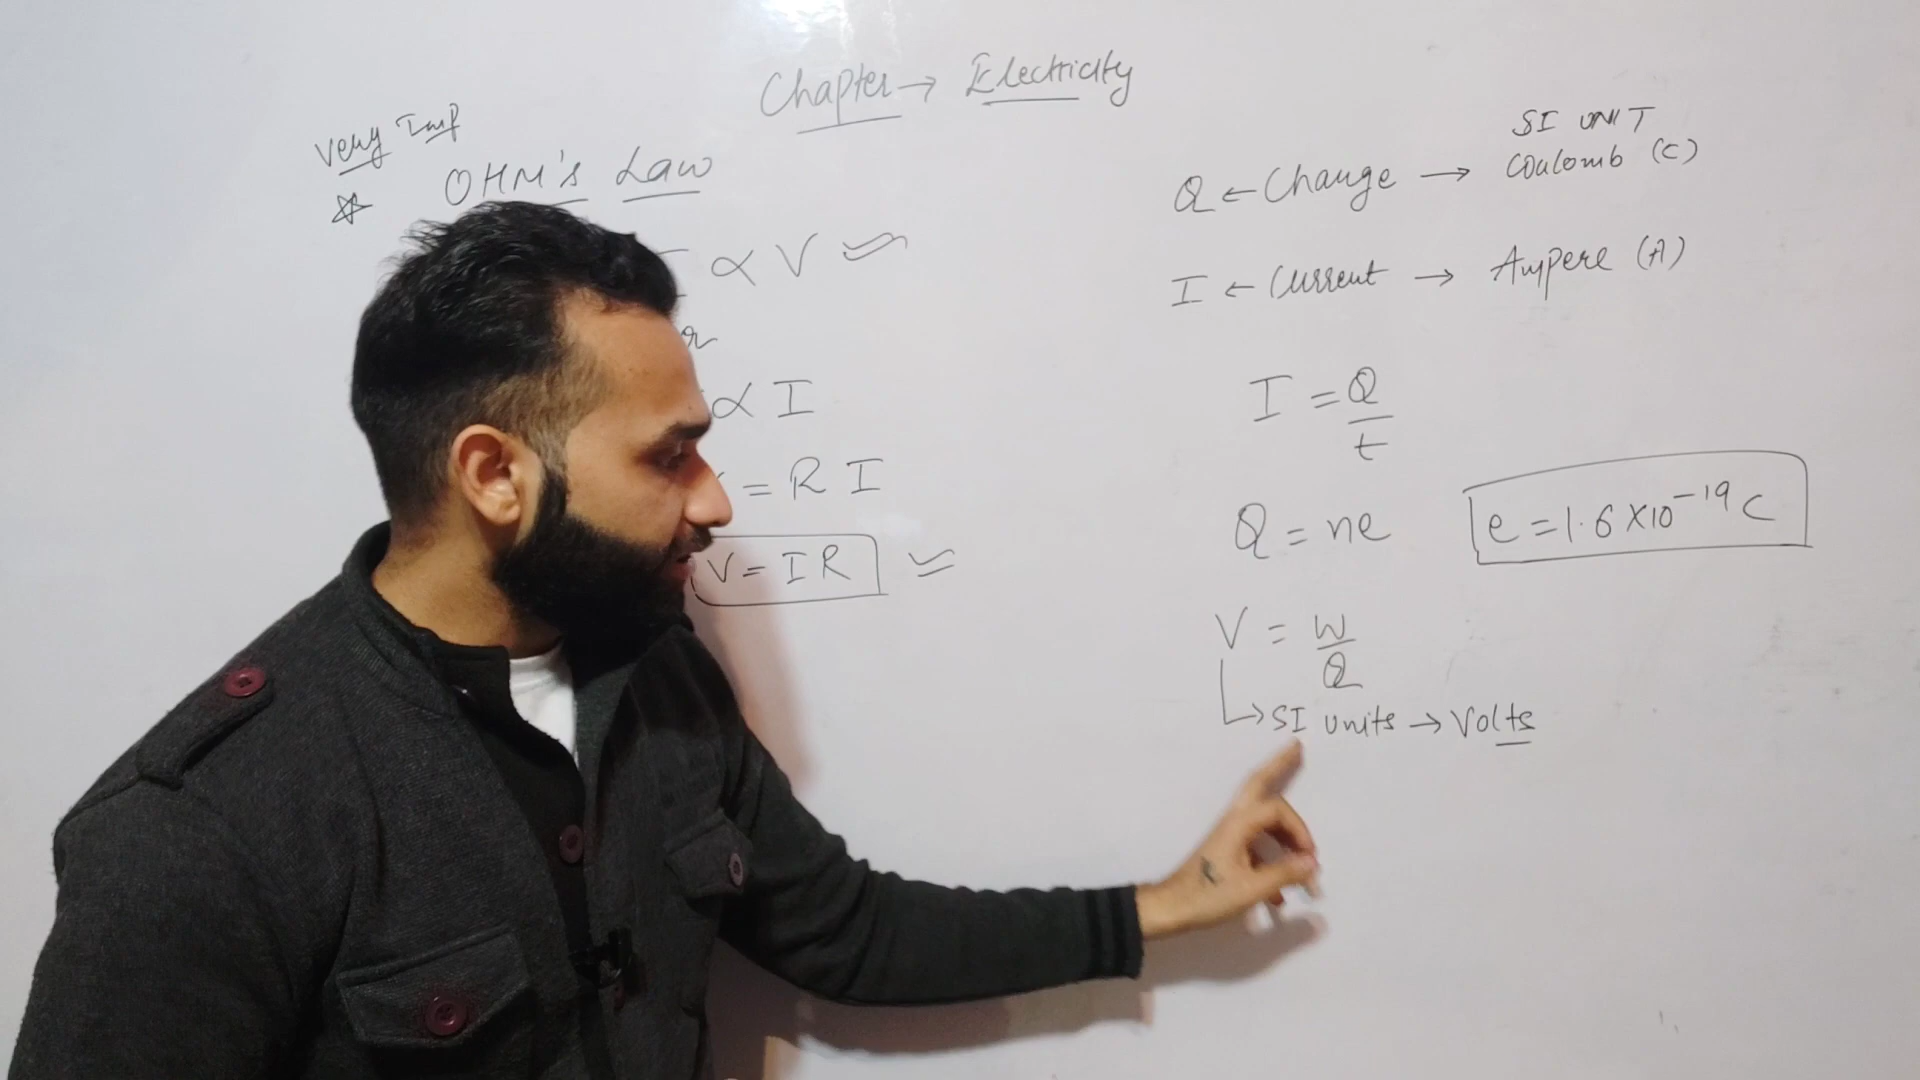 Chapter → Electricity
Very Imp
OHM's Law
I ∝ V
or
∝ I
= R I
V = I R
SI UNIT
Q ← Charge → Coulomb (C)
I ← Current → Ampere (A)
I = Q/t
Q = ne
e = 1.6 × 10⁻¹⁹ C
V = W/Q
SI units → Volts